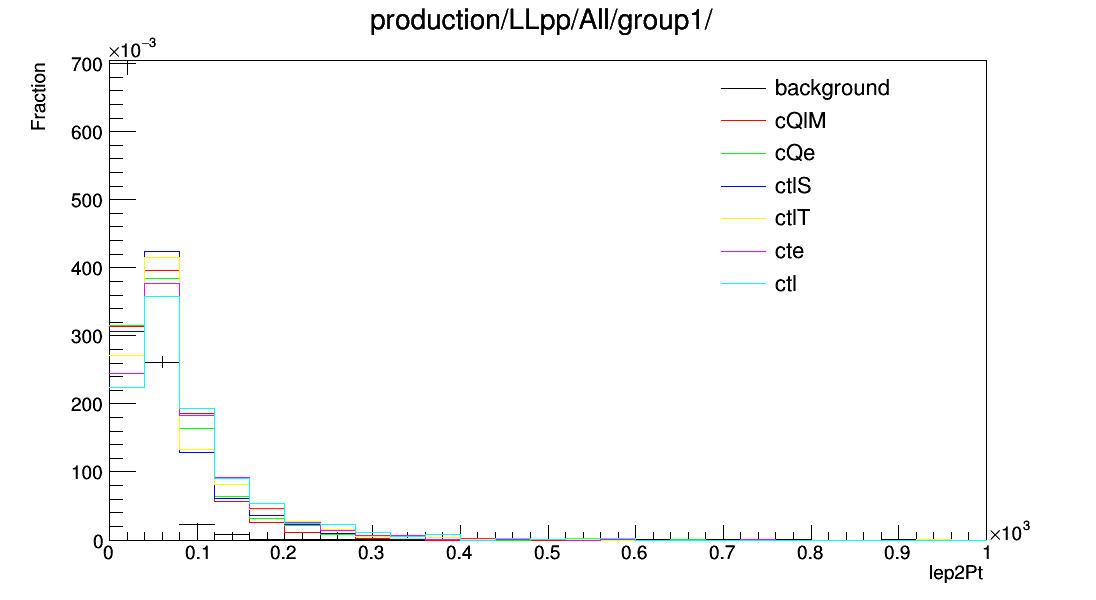 production/LLpp/All/group1/
×10⁻³
Fraction
700
600
500
400
300
200
100
0
background
cQlM
cQe
ctlS
ctlT
cte
ctl
0 0.1 0.2 0.3 0.4 0.5 0.6 0.7 0.8 0.9 1
×10³
lep2Pt